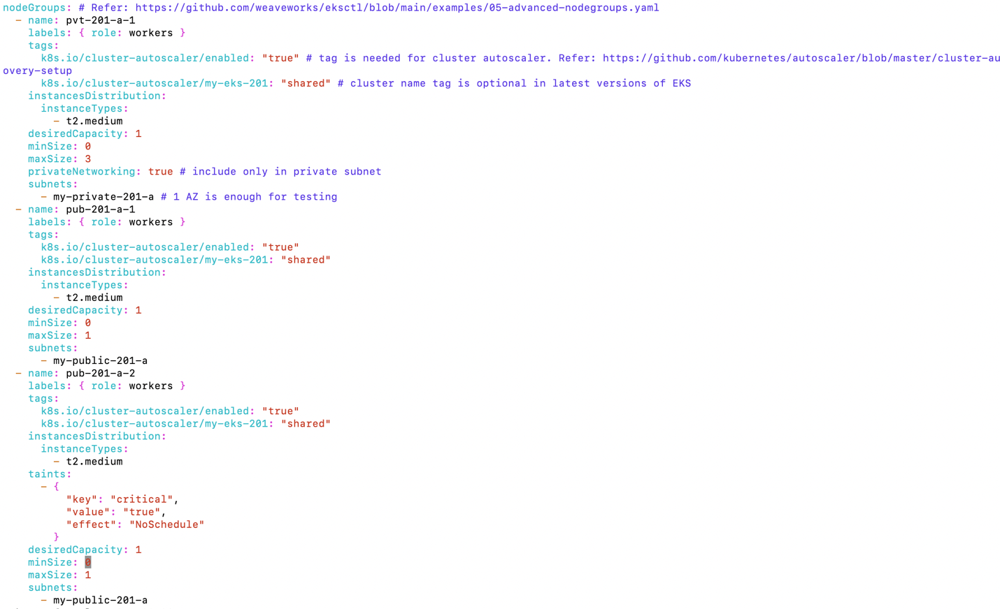 nodeGroups: # Refer: https://github.com/weaveworks/eksctl/blob/main/examples/05-advanced-nodegroups.yaml
  - name: pvt-201-a-1
    labels: { role: workers }
    tags:
      k8s.io/cluster-autoscaler/enabled: "true" # tag is needed for cluster autoscaler. Refer: https://github.com/kubernetes/autoscaler/blob/master/cluster-au
overy-setup
      k8s.io/cluster-autoscaler/my-eks-201: "shared" # cluster name tag is optional in latest versions of EKS
    instancesDistribution:
      instanceTypes:
        - t2.medium
    desiredCapacity: 1
    minSize: 0
    maxSize: 3
    privateNetworking: true # include only in private subnet
    subnets:
      - my-private-201-a # 1 AZ is enough for testing
  - name: pub-201-a-1
    labels: { role: workers }
    tags:
      k8s.io/cluster-autoscaler/enabled: "true"
      k8s.io/cluster-autoscaler/my-eks-201: "shared"
    instancesDistribution:
      instanceTypes:
        - t2.medium
    desiredCapacity: 1
    minSize: 0
    maxSize: 1
    subnets:
      - my-public-201-a
  - name: pub-201-a-2
    labels: { role: workers }
    tags:
      k8s.io/cluster-autoscaler/enabled: "true"
      k8s.io/cluster-autoscaler/my-eks-201: "shared"
    instancesDistribution:
      instanceTypes:
        - t2.medium
    taints:
      - {
          "key": "critical",
          "value": "true",
          "effect": "NoSchedule"
        }
    desiredCapacity: 1
    minSize: 0
    maxSize: 1
    subnets:
      - my-public-201-a